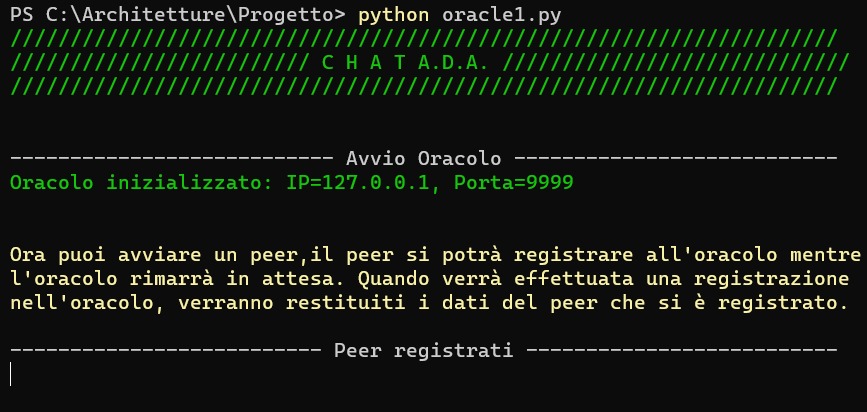 PS C:\Architetture\Progetto> python oracle1.py
/////////////////////////////////////////////////////////////////////
///////////////////////// C H A T A.D.A. /////////////////////////////
/////////////////////////////////////////////////////////////////////
--------------------------- Avvio Oracolo ---------------------------
Oracolo inizializzato: IP=127.0.0.1, Porta=9999
Ora puoi avviare un peer,il peer si potrà registrare all'oracolo mentre
l'oracolo rimarrà in attesa. Quando verrà effettuata una registrazione
nell'oracolo, verranno restituiti i dati del peer che si è registrato.
-------------------------- Peer registrati --------------------------